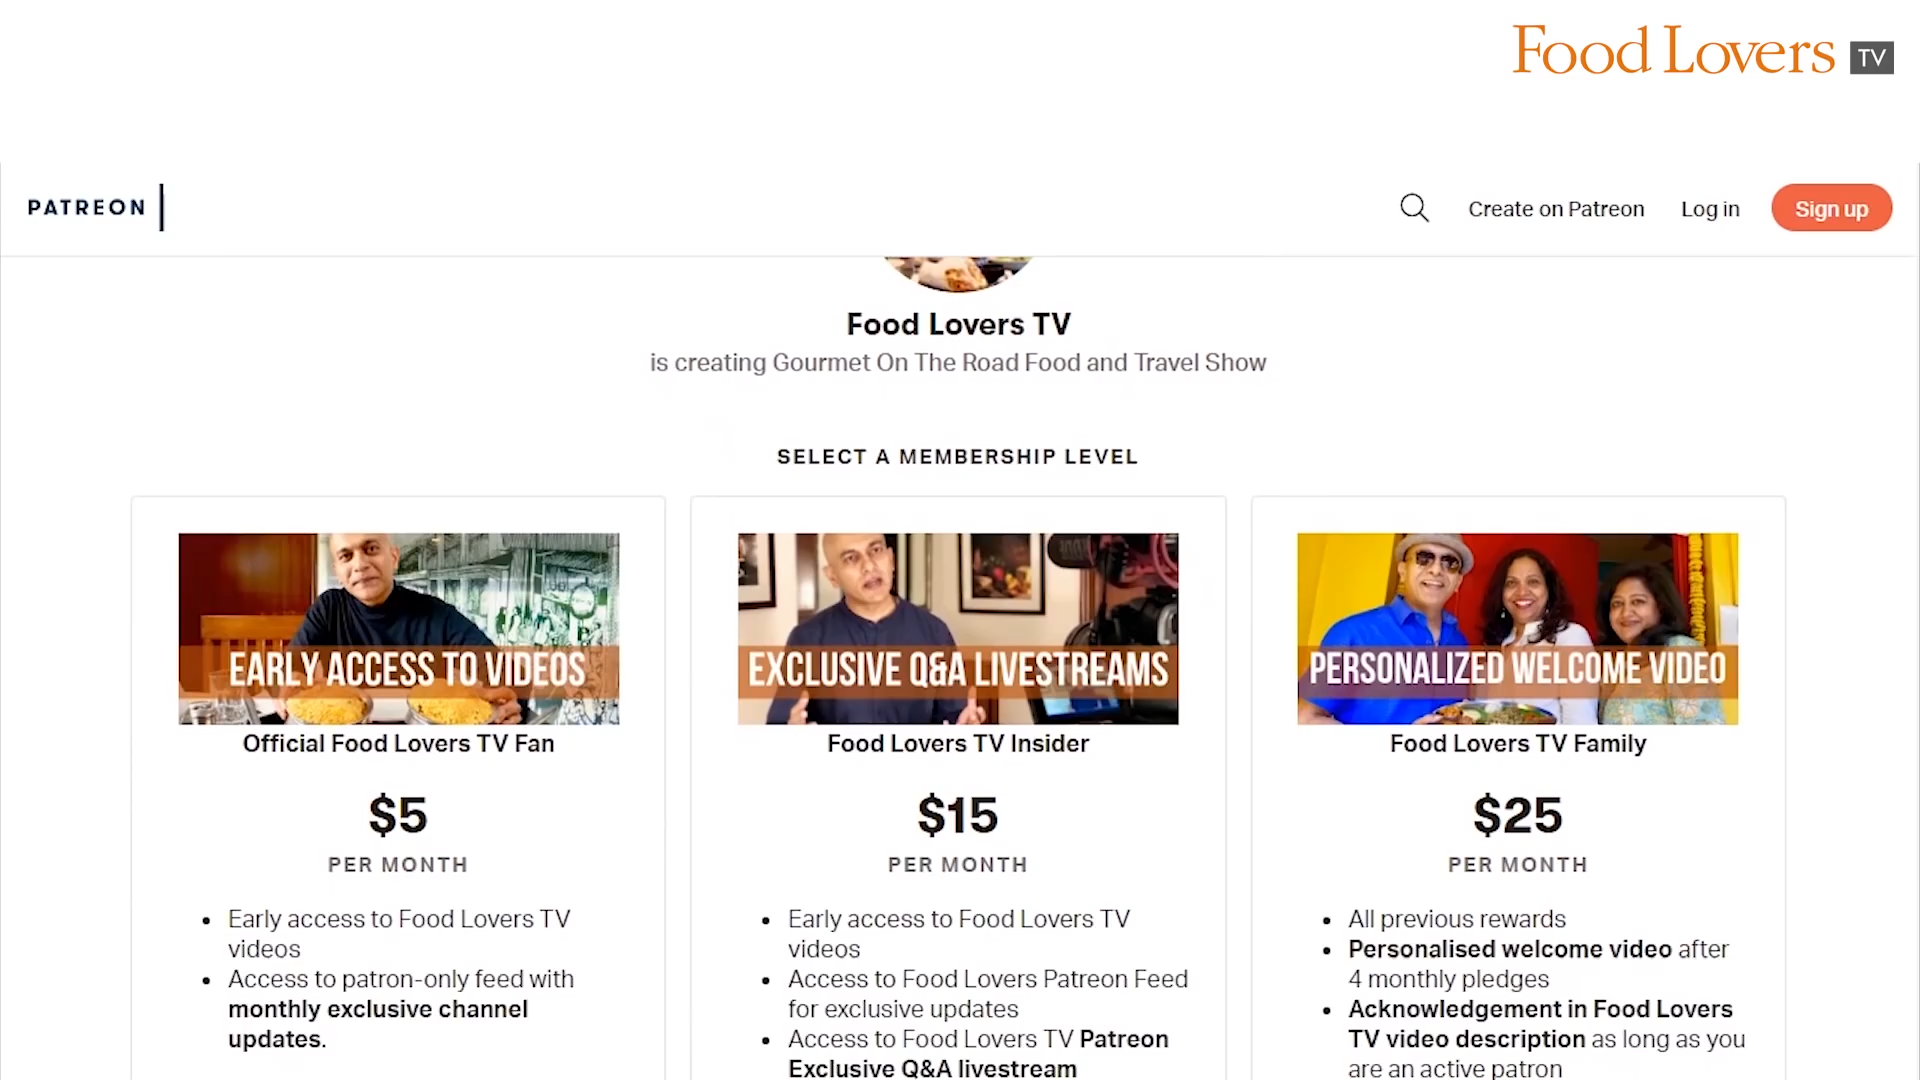 Food Lovers TV
PATREON
Create on Patreon
Log in
Sign up
Food Lovers TV
is creating Gourmet On The Road Food and Travel Show
SELECT A MEMBERSHIP LEVEL
EARLY ACCESS TO VIDEOS
Official Food Lovers TV Fan
$5
PER MONTH
• Early access to Food Lovers TV
videos
• Access to patron-only feed with
monthly exclusive channel
updates.
EXCLUSIVE Q&A LIVESTREAMS
Food Lovers TV Insider
$15
PER MONTH
• Early access to Food Lovers TV
videos
• Access to Food Lovers Patreon Feed
for exclusive updates
• Access to Food Lovers TV Patreon
Exclusive Q&A livestream
PERSONALIZED WELCOME VIDEO
Food Lovers TV Family
$25
PER MONTH
• All previous rewards
• Personalised welcome video after
4 monthly pledges
• Acknowledgement in Food Lovers
TV video description as long as you
are an active patron